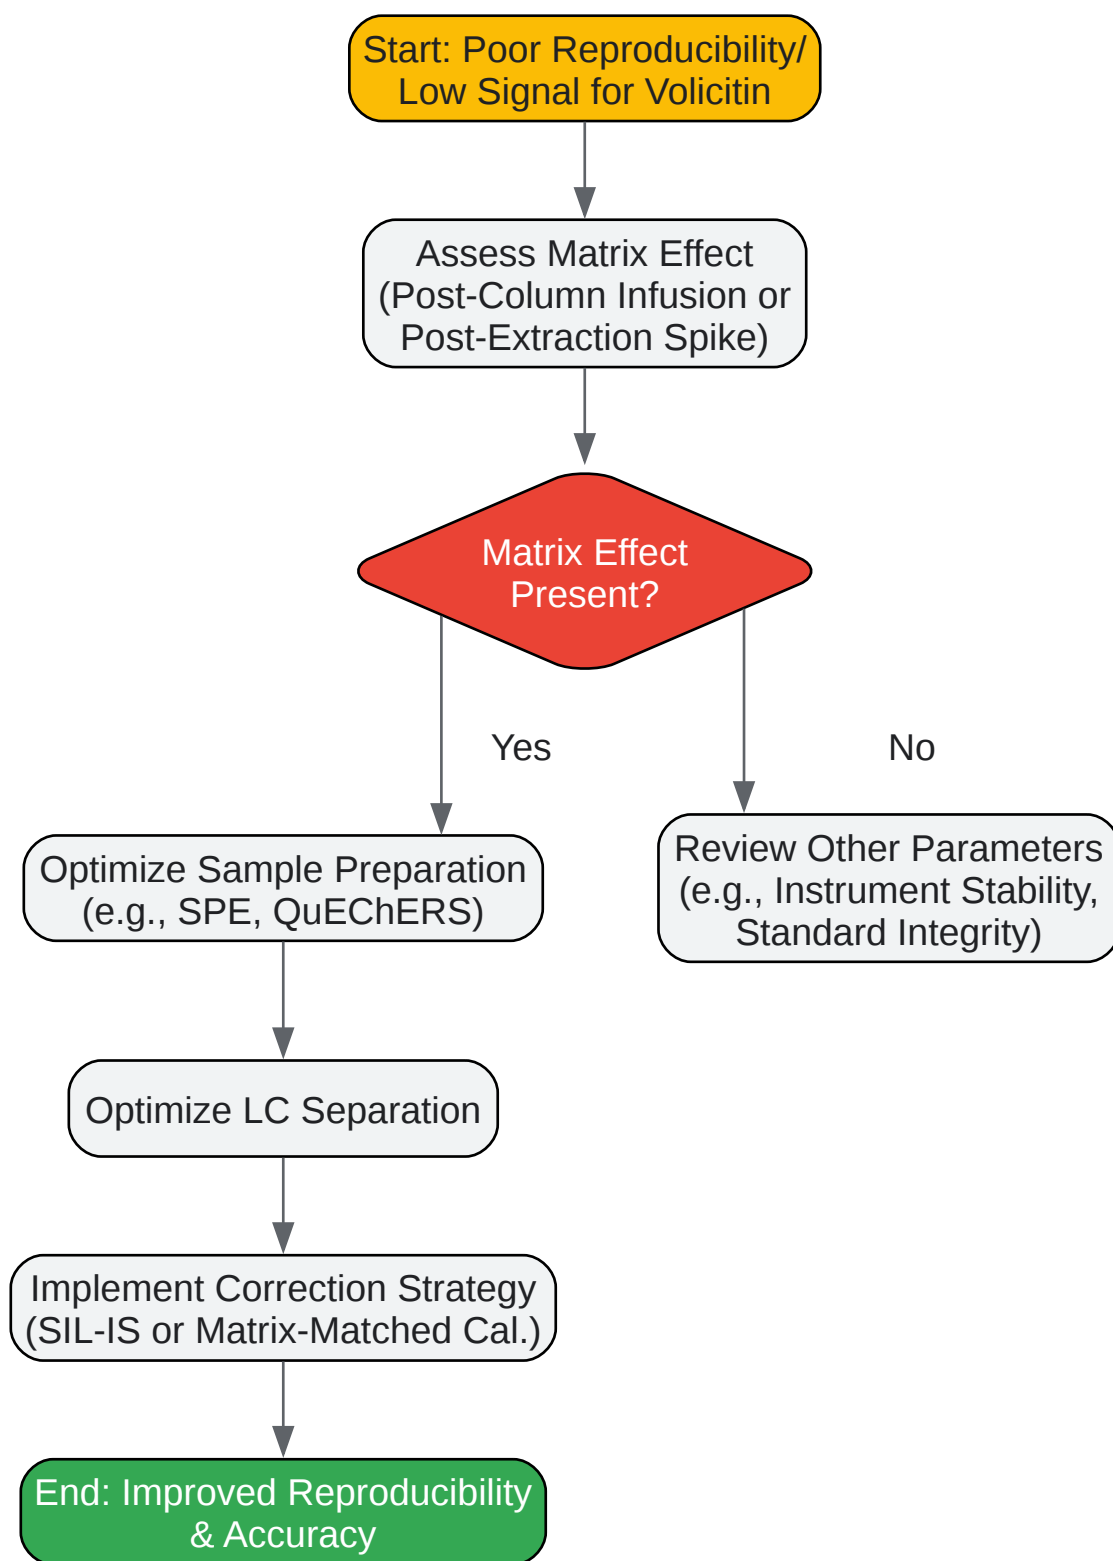 Start: Poor Reproducibility/
Low Signal for Volicitin
Assess Matrix Effect
(Post-Column Infusion or
Post-Extraction Spike)
Matrix Effect
Present?
Yes
No
Optimize Sample Preparation
(e.g., SPE, QuEChERS)
Review Other Parameters
(e.g., Instrument Stability,
Standard Integrity)
Optimize LC Separation
Implement Correction Strategy
(SIL-IS or Matrix-Matched Cal.)
End: Improved Reproducibility
& Accuracy